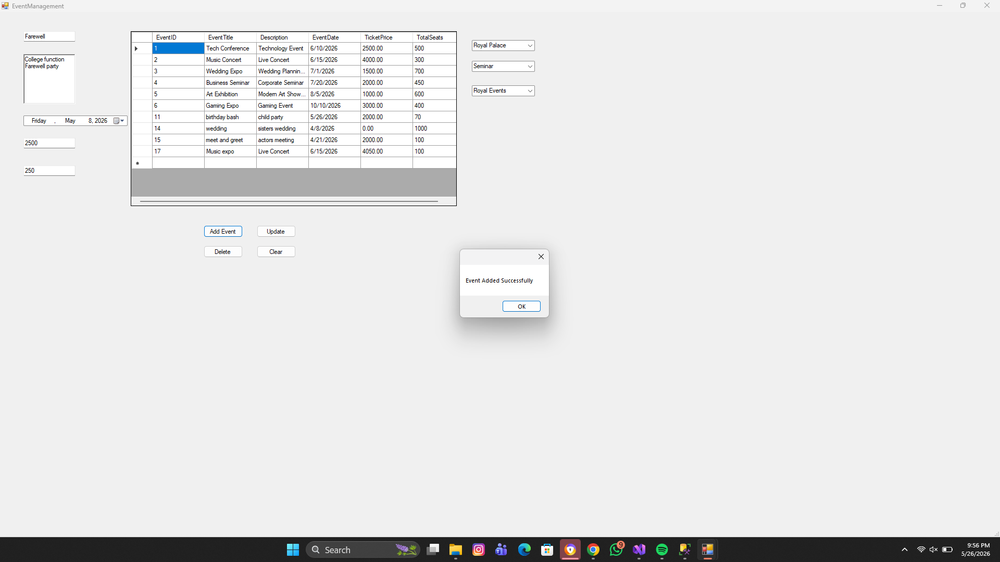 EventManagement
Farewell
College function
Farewell party
Friday , May 8, 2026
2500
250
EventID EventTitle Description EventDate TicketPrice TotalSeats
1 Tech Conference Technology Event 6/10/2026 2500.00 500
2 Music Concert Live Concert 6/15/2026 4000.00 300
3 Wedding Expo Wedding Plannin... 7/1/2026 1500.00 700
4 Business Seminar Corporate Seminar 7/20/2026 2000.00 450
5 Art Exhibition Modern Art Show... 8/5/2026 1000.00 600
6 Gaming Expo Gaming Event 10/10/2026 3000.00 400
11 birthday bash child party 5/26/2026 2000.00 70
14 wedding sisters wedding 4/8/2026 0.00 1000
15 meet and greet actors meeting 4/21/2026 2000.00 100
17 Music expo Live Concert 6/15/2026 4050.00 100
Royal Palace
Seminar
Royal Events
Add Event Update
Delete Clear
Event Added Successfully
OK
Search
9
9:56 PM
5/26/2026